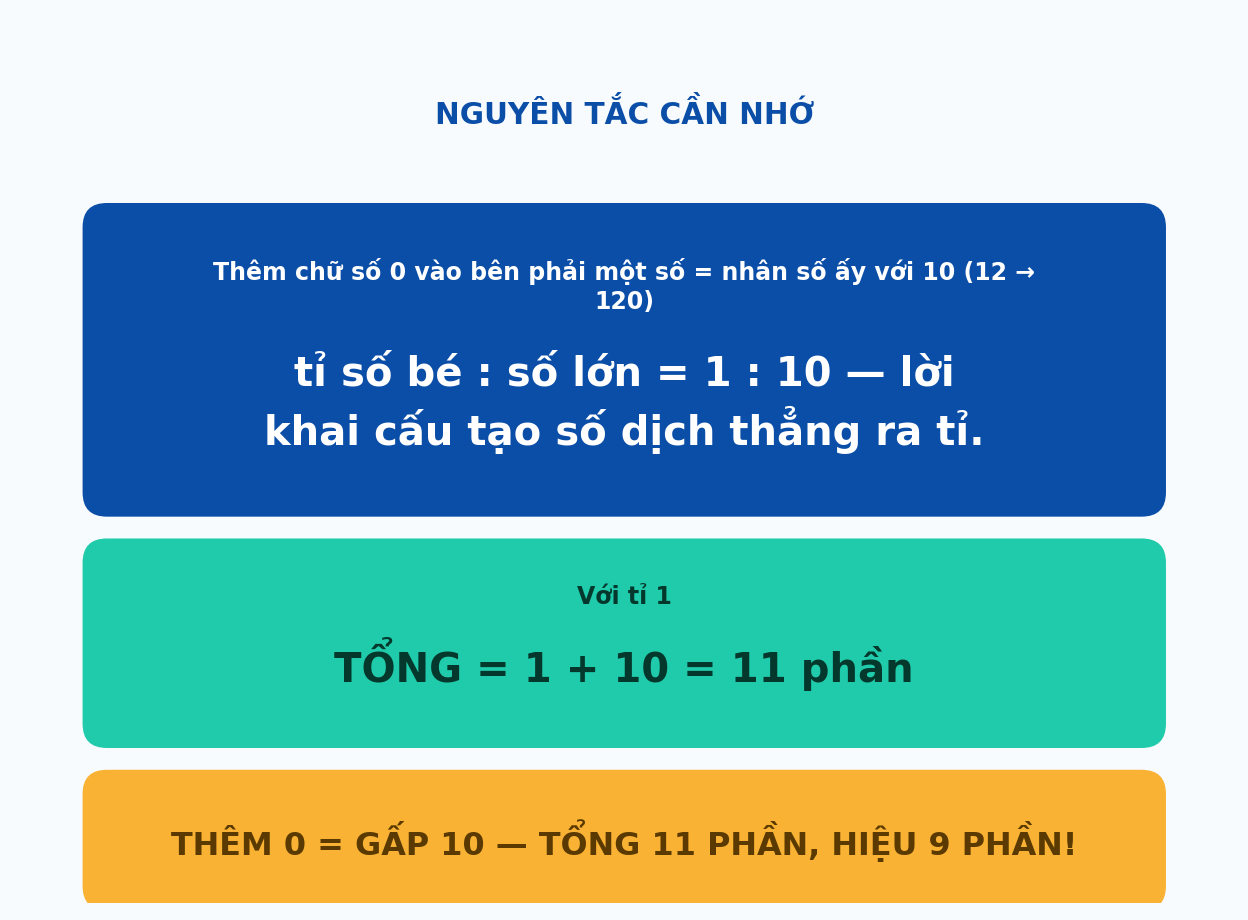 NGUYÊN TẮC CẦN NHỚ
Thêm chữ số 0 vào bên phải một số = nhân số ấy với 10 (12 →
120)
tỉ số bé : số lớn = 1 : 10 — lời
khai cấu tạo số dịch thẳng ra tỉ.
Với tỉ 1
TỔNG = 1 + 10 = 11 phần
THÊM 0 = GẤP 10 — TỔNG 11 PHẦN, HIỆU 9 PHẦN!